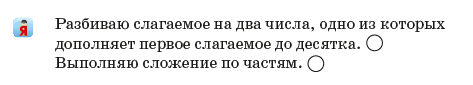 Я Разбиваю слагаемое на два числа, одно из которых
дополняет первое слагаемое до десятка.
Выполняю сложение по частям.